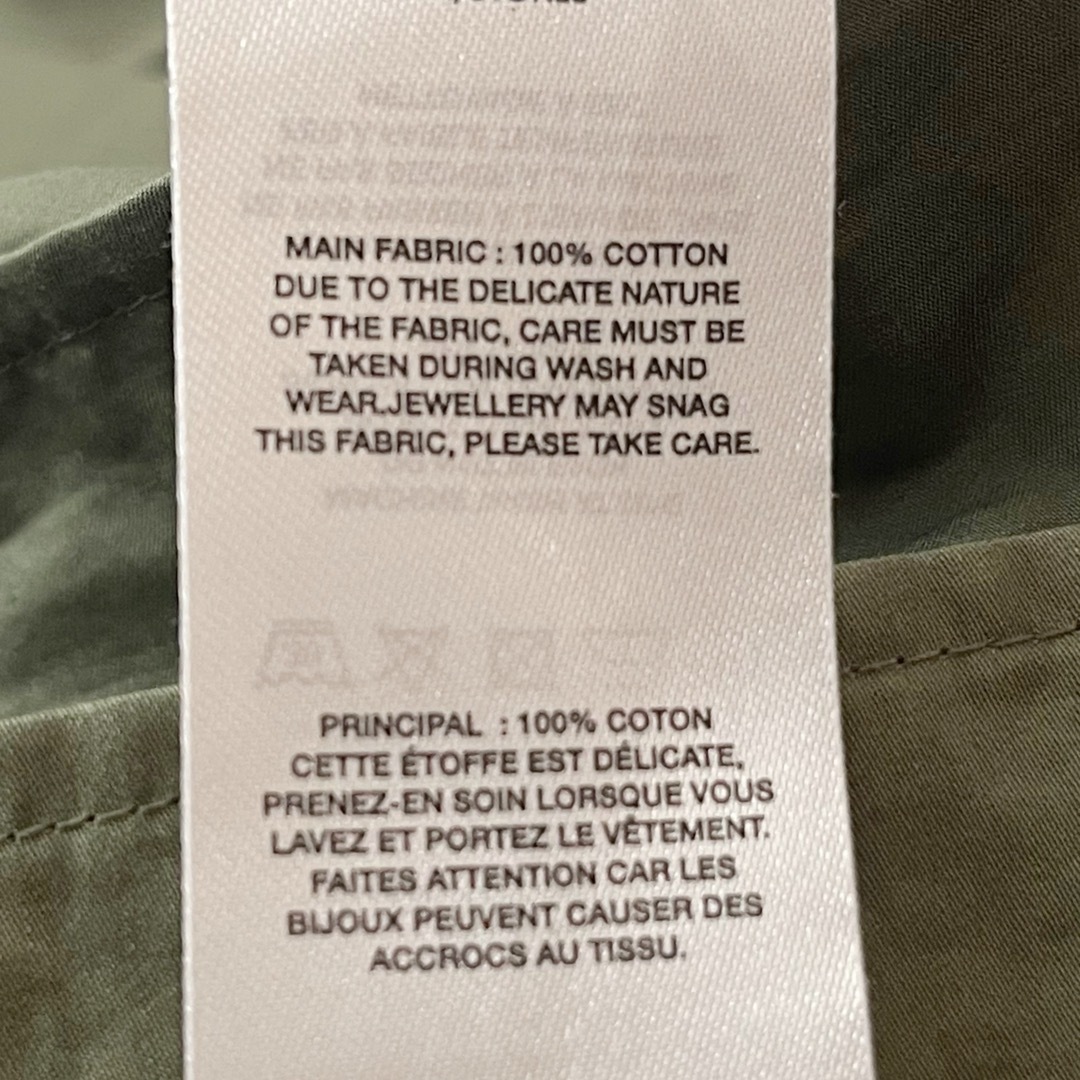 MAIN FABRIC : 100% COTTON
DUE TO THE DELICATE NATURE
OF THE FABRIC, CARE MUST BE
TAKEN DURING WASH AND
WEAR.JEWELLERY MAY SNAG
THIS FABRIC, PLEASE TAKE CARE.
PRINCIPAL : 100% COTON
CETTE ÉTOFFE EST DÉLICATE,
PRENEZ-EN SOIN LORSQUE VOUS
LAVEZ ET PORTEZ LE VÊTEMENT.
FAITES ATTENTION CAR LES
BIJOUX PEUVENT CAUSER DES
ACCROCS AU TISSU.